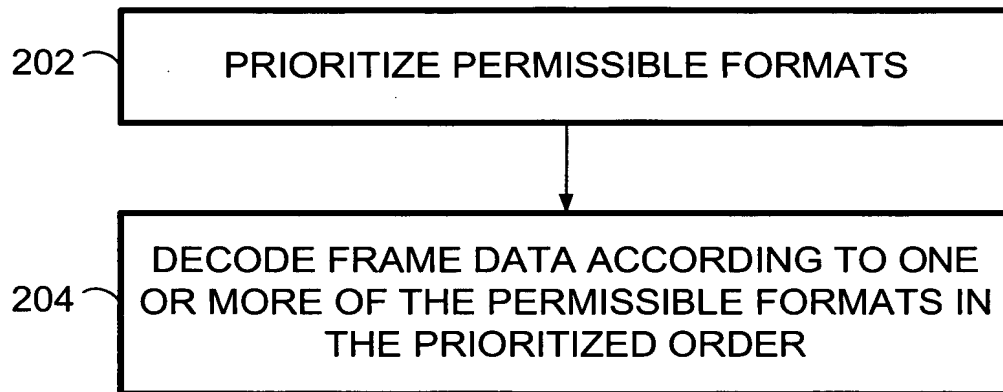 202 PRIORITIZE PERMISSIBLE FORMATS
DECODE FRAME DATA ACCORDING TO ONE
204 OR MORE OF THE PERMISSIBLE FORMATS IN
THE PRIORITIZED ORDER